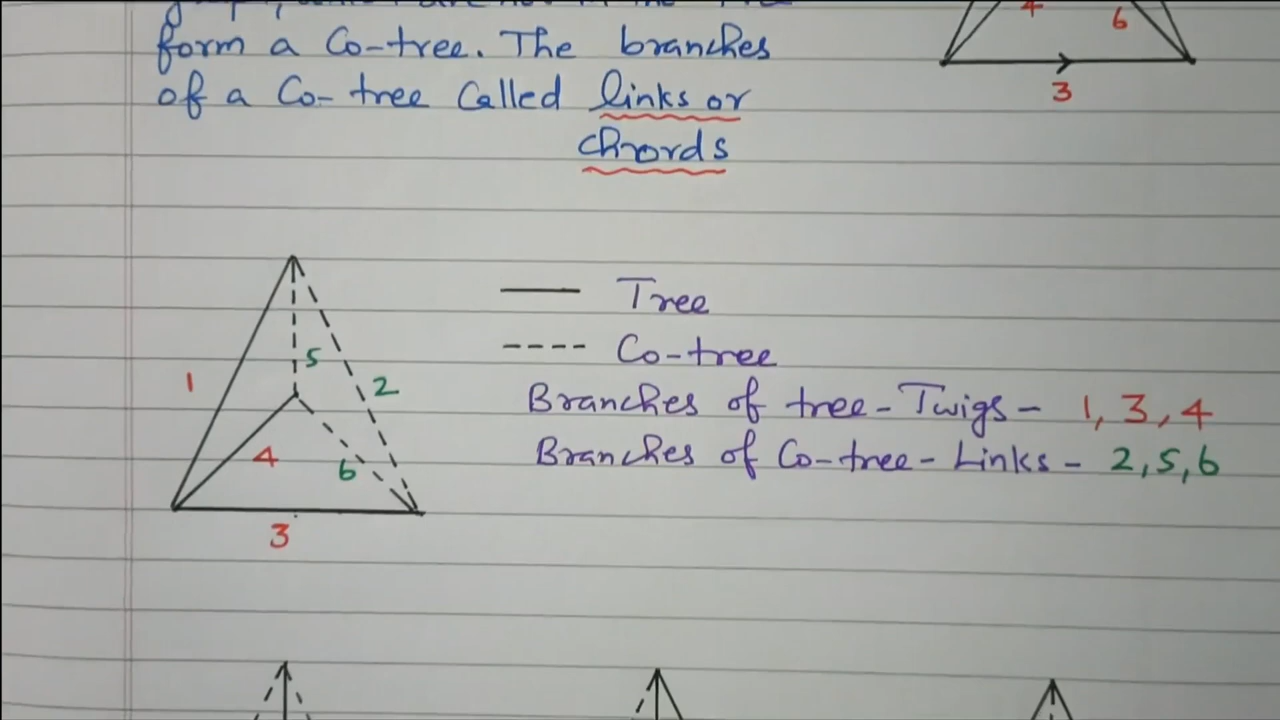 form a Co-tree. The branches
of a Co-tree Called links or
chords
4
6
3
1
5
2
4
6
3
Tree
Co-tree
Branches of tree - Twigs - 1, 3, 4
Branches of Co-tree - Links - 2, 5, 6